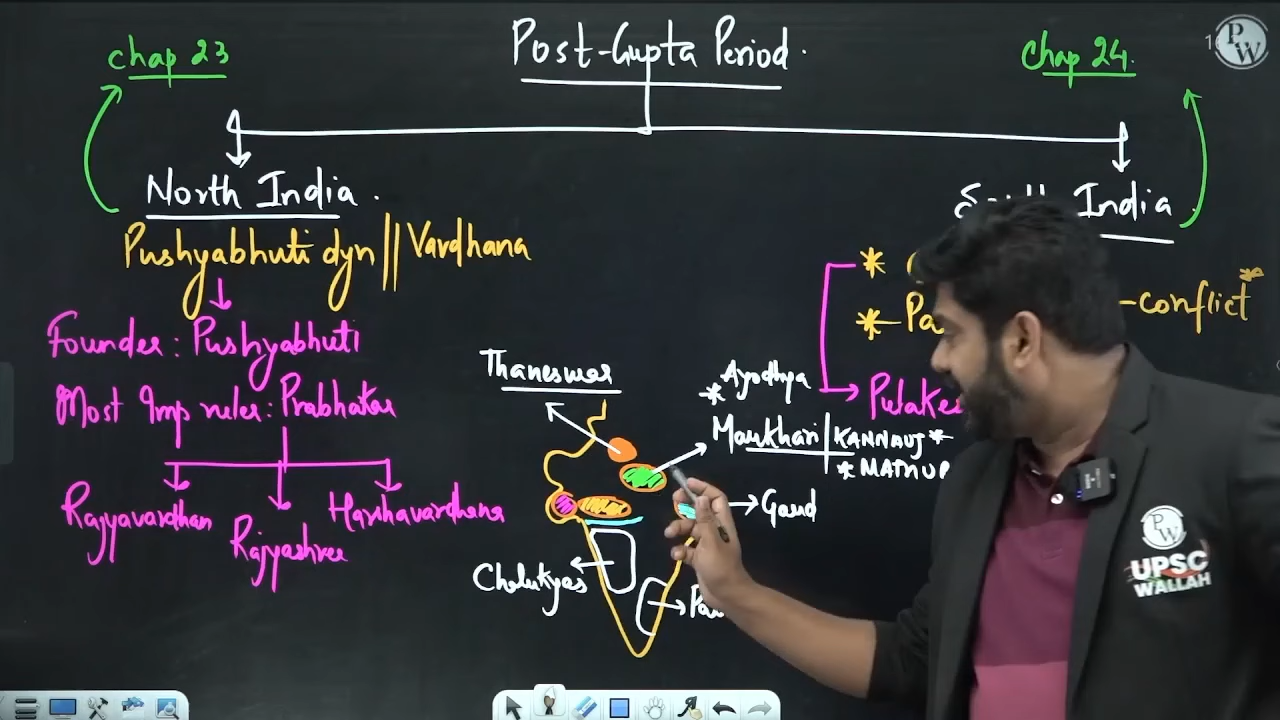 Post-Gupta Period.
chap 23
Chap 24.
PW
North India.
India
Pushyabhuti dyn || Vardhana
-conflict
Founder: Pushyabhuti
Most Imp ruler: Prabhakar
Rajyavardhan
Rajyashree
Harshavardhana
Thaneswar
Ayodhya
Maukhari | KANNAUJ
Gaud
Chalukyas
PW
UPSC
WALLAH